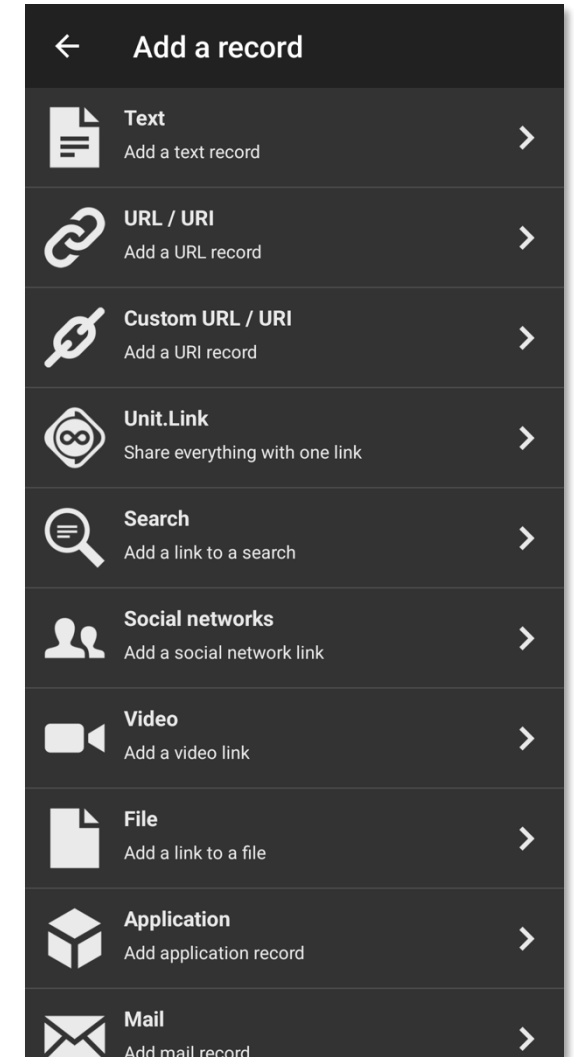 Add a record
Text
Add a text record
URL / URI
Add a URL record
Custom URL / URI
Add a URI record
Unit.Link
Share everything with one link
Search
Add a link to a search
Social networks
Add a social network link
Video
Add a video link
File
Add a link to a file
Application
Add application record
Mail
Add mail record